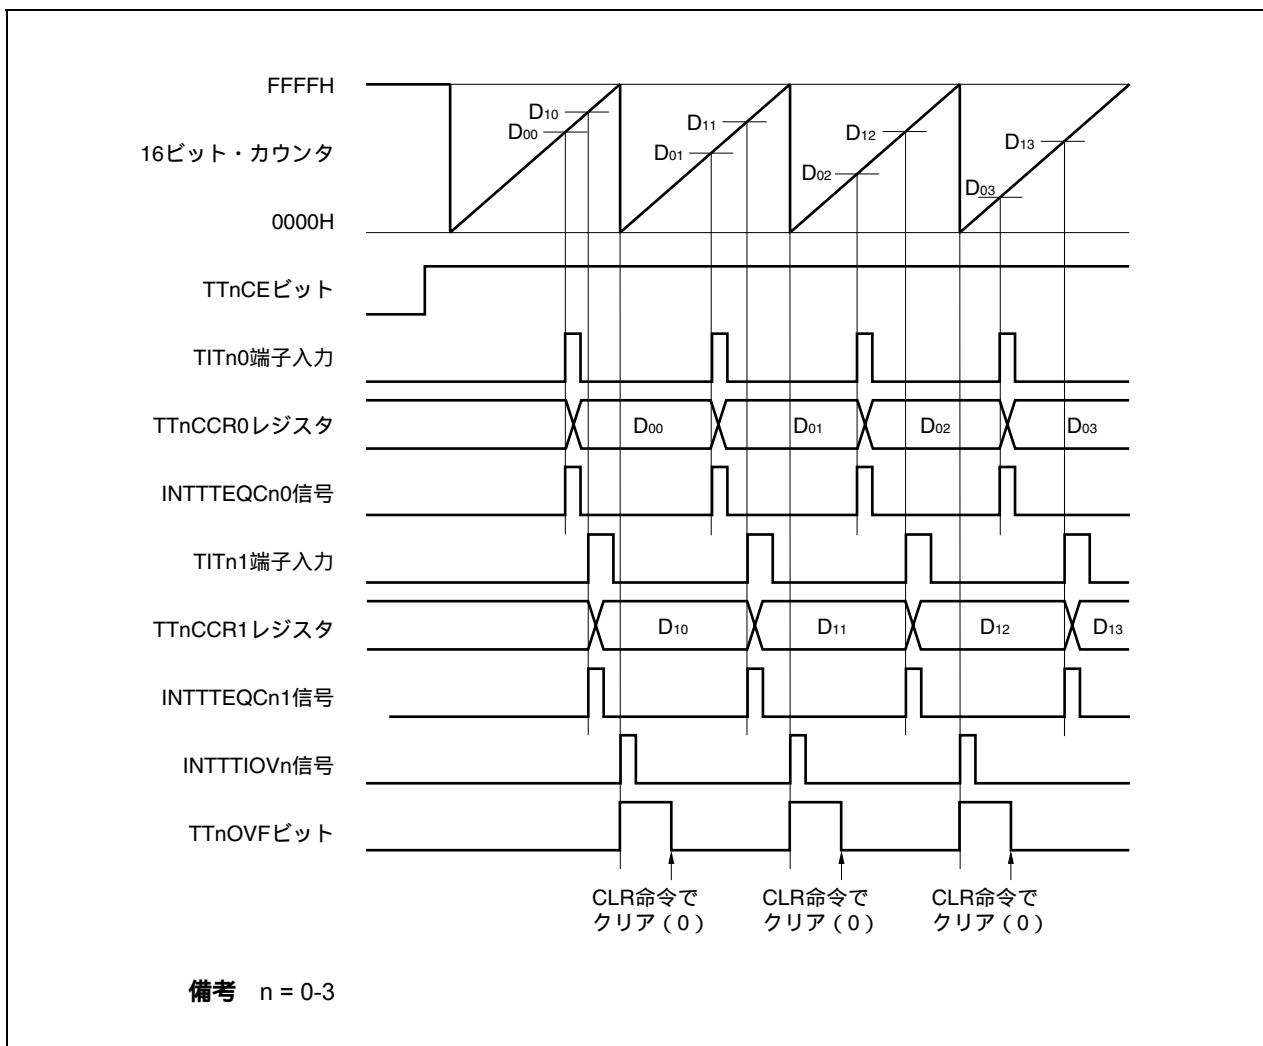 FFFFH
D10
D11
D12
D13
D00
D01
D02
D03
16ビット・カウンタ
0000H
TTnCEビット
TITn0端子入力
TTnCCR0レジスタ
D00
D01
D02
D03
INTTTEQCn0信号
TITn1端子入力
TTnCCR1レジスタ
D10
D11
D12
D13
INTTTEQCn1信号
INTTTIOVn信号
TTnOVFビット
CLR命令で
クリア(0)
CLR命令で
クリア(0)
CLR命令で
クリア(0)
備考 n = 0-3